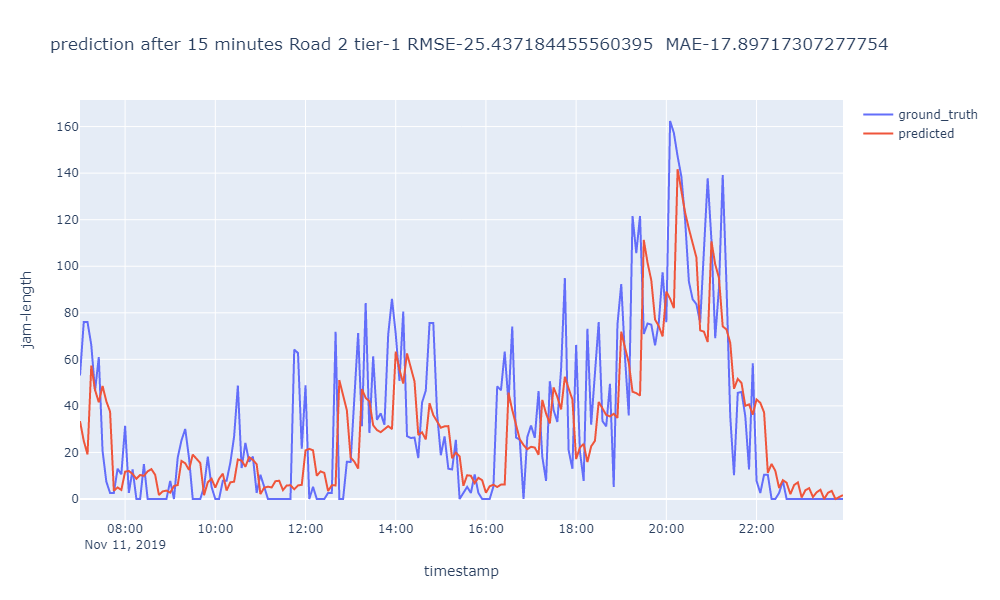 prediction after 15 minutes Road 2 tier-1 RMSE-25.437184455560395  MAE-17.89717307277754
ground_truth
predicted
160
140
120
100
80
60
40
20
0
jam-length
08:00 10:00 12:00 14:00 16:00 18:00 20:00 22:00
Nov 11, 2019
timestamp